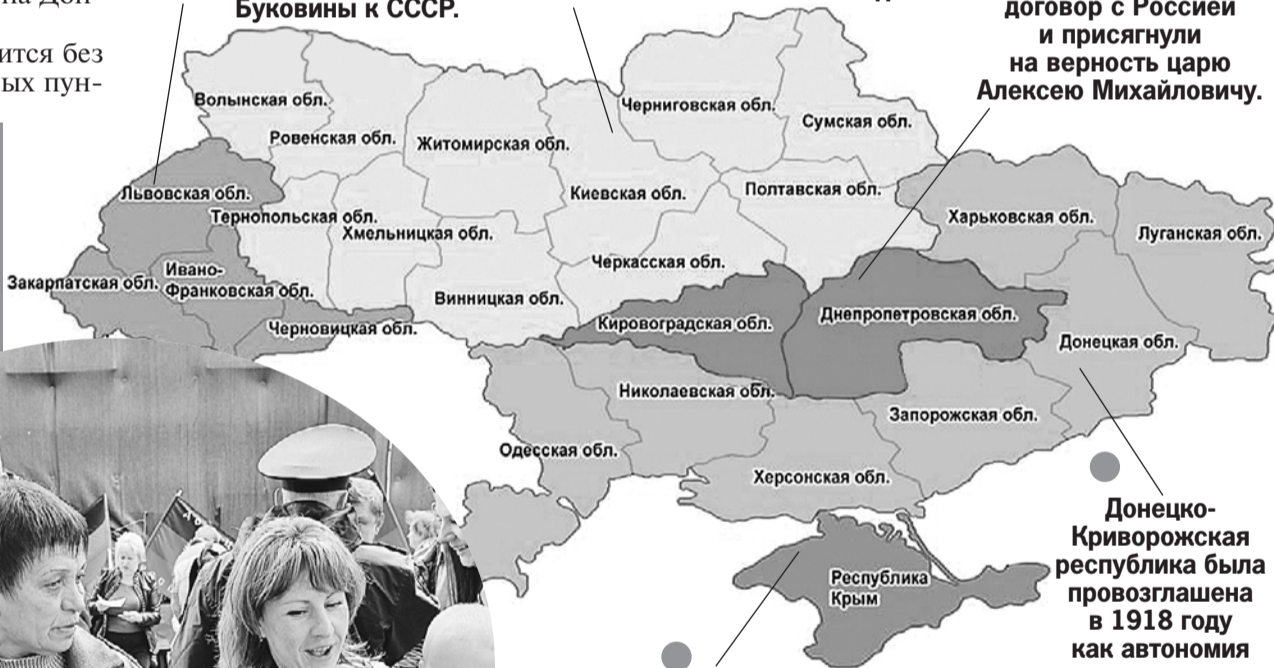 на Дон-
ится без
ых пун-
Буковины к СССР.
договор с Россией
и присягнули
на верность царю
Алексею Михайловичу.
Волынская обл.
Ровенская обл.
Житомирская обл.
Черниговская обл.
Сумская обл.
Львовская обл.
Тернопольская обл.
Хмельницкая обл.
Киевская обл.
Полтавская обл.
Харьковская обл.
Луганская обл.
Закарпатская обл.
Ивано-
Франковская обл.
Черновицкая обл.
Винницкая обл.
Черкасская обл.
Кировоградская обл.
Днепропетровская обл.
Донецкая обл.
Николаевская обл.
Запорожская обл.
Одесская обл.
Херсонская обл.
Республика
Крым
Донецко-
Криворожская
республика была
провозглашена
в 1918 году
как автономия